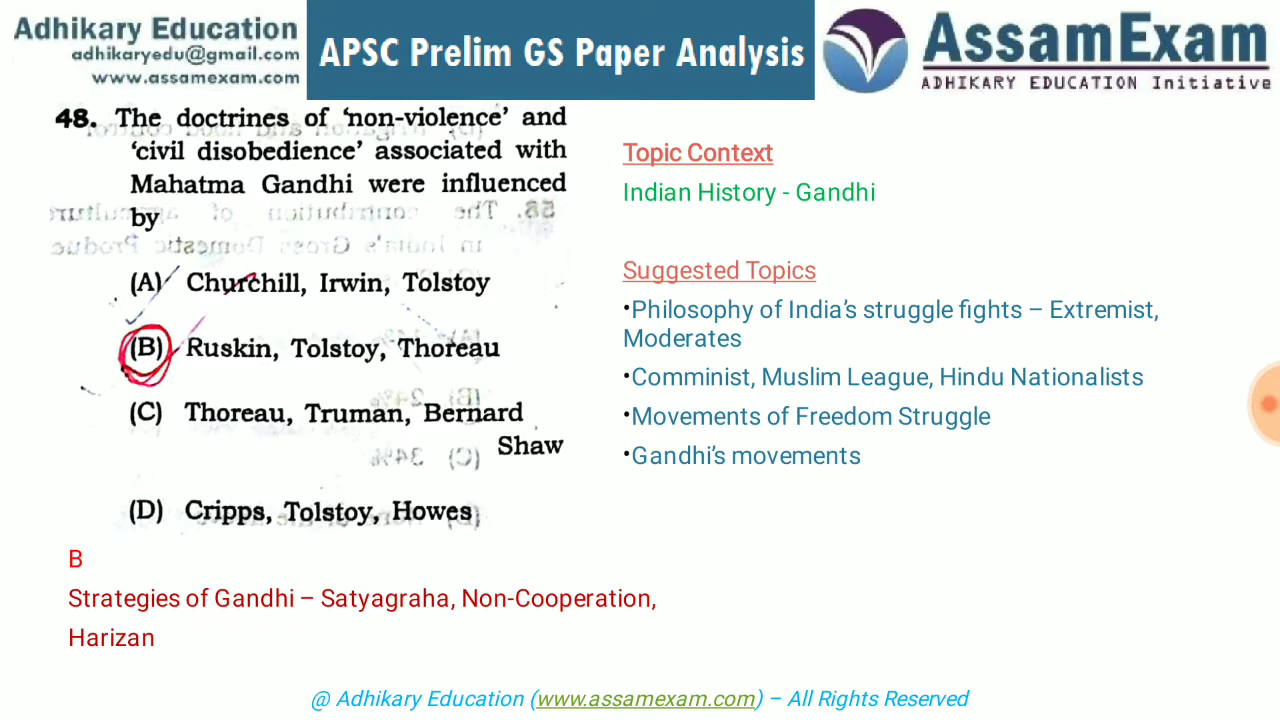 Adhikary Education
adhikaryedu@gmail.com
www.assamexam.com
APSC Prelim GS Paper Analysis
AssamExam
ADHIKARY EDUCATION Initiative
48. The doctrines of ‘non-violence’ and
‘civil disobedience’ associated with
Mahatma Gandhi were influenced
by
(A) Churchill, Irwin, Tolstoy
(B) Ruskin, Tolstoy, Thoreau
(C) Thoreau, Truman, Bernard
Shaw
(D) Cripps, Tolstoy, Howes
B
Strategies of Gandhi – Satyagraha, Non-Cooperation,
Harizan
Topic Context
Indian History - Gandhi
Suggested Topics
•Philosophy of India’s struggle fights – Extremist,
Moderates
•Comminist, Muslim League, Hindu Nationalists
•Movements of Freedom Struggle
•Gandhi’s movements
@ Adhikary Education (www.assamexam.com) – All Rights Reserved